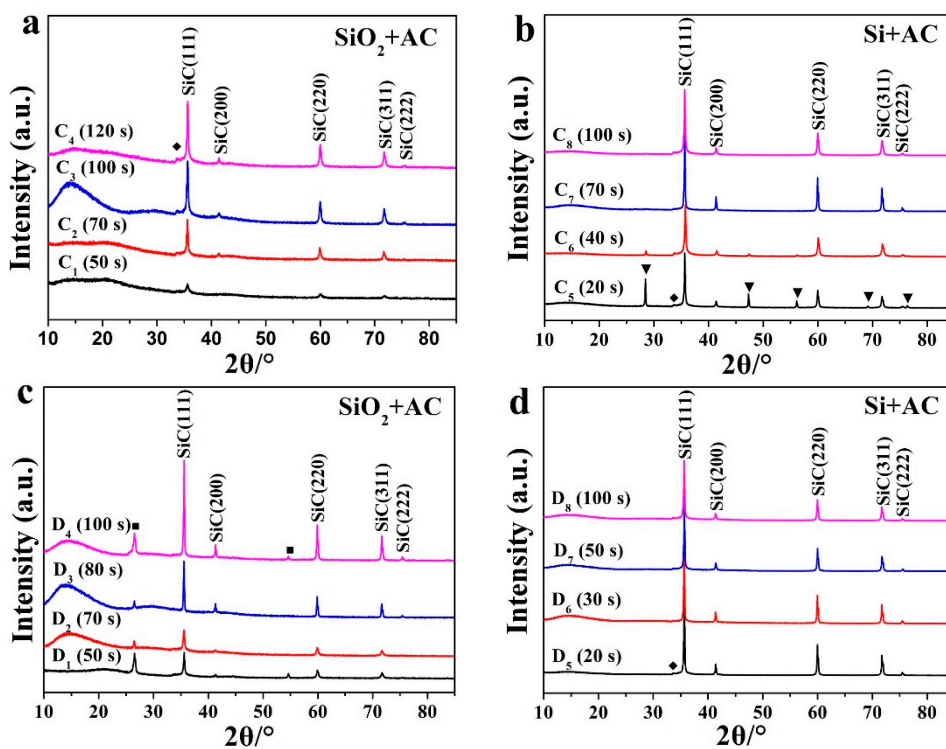 a
SiO₂+AC
SiC(111)
SiC(200)
SiC(220)
SiC(311)
SiC(222)
C₄ (120 s)
C₃ (100 s)
C₂ (70 s)
C₁ (50 s)
Intensity (a.u.)
10 20 30 40 50 60 70 80
2θ/°
b
Si+AC
SiC(111)
SiC(200)
SiC(220)
SiC(311)
SiC(222)
C₈ (100 s)
C₇ (70 s)
C₆ (40 s)
C₅ (20 s)
Intensity (a.u.)
10 20 30 40 50 60 70 80
2θ/°
c
SiO₂+AC
SiC(111)
SiC(200)
SiC(220)
SiC(311)
SiC(222)
D₄ (100 s)
D₃ (80 s)
D₂ (70 s)
D₁ (50 s)
Intensity (a.u.)
10 20 30 40 50 60 70 80
2θ/°
d
Si+AC
SiC(111)
SiC(200)
SiC(220)
SiC(311)
SiC(222)
D₈ (100 s)
D₇ (50 s)
D₆ (30 s)
D₅ (20 s)
Intensity (a.u.)
10 20 30 40 50 60 70 80
2θ/°